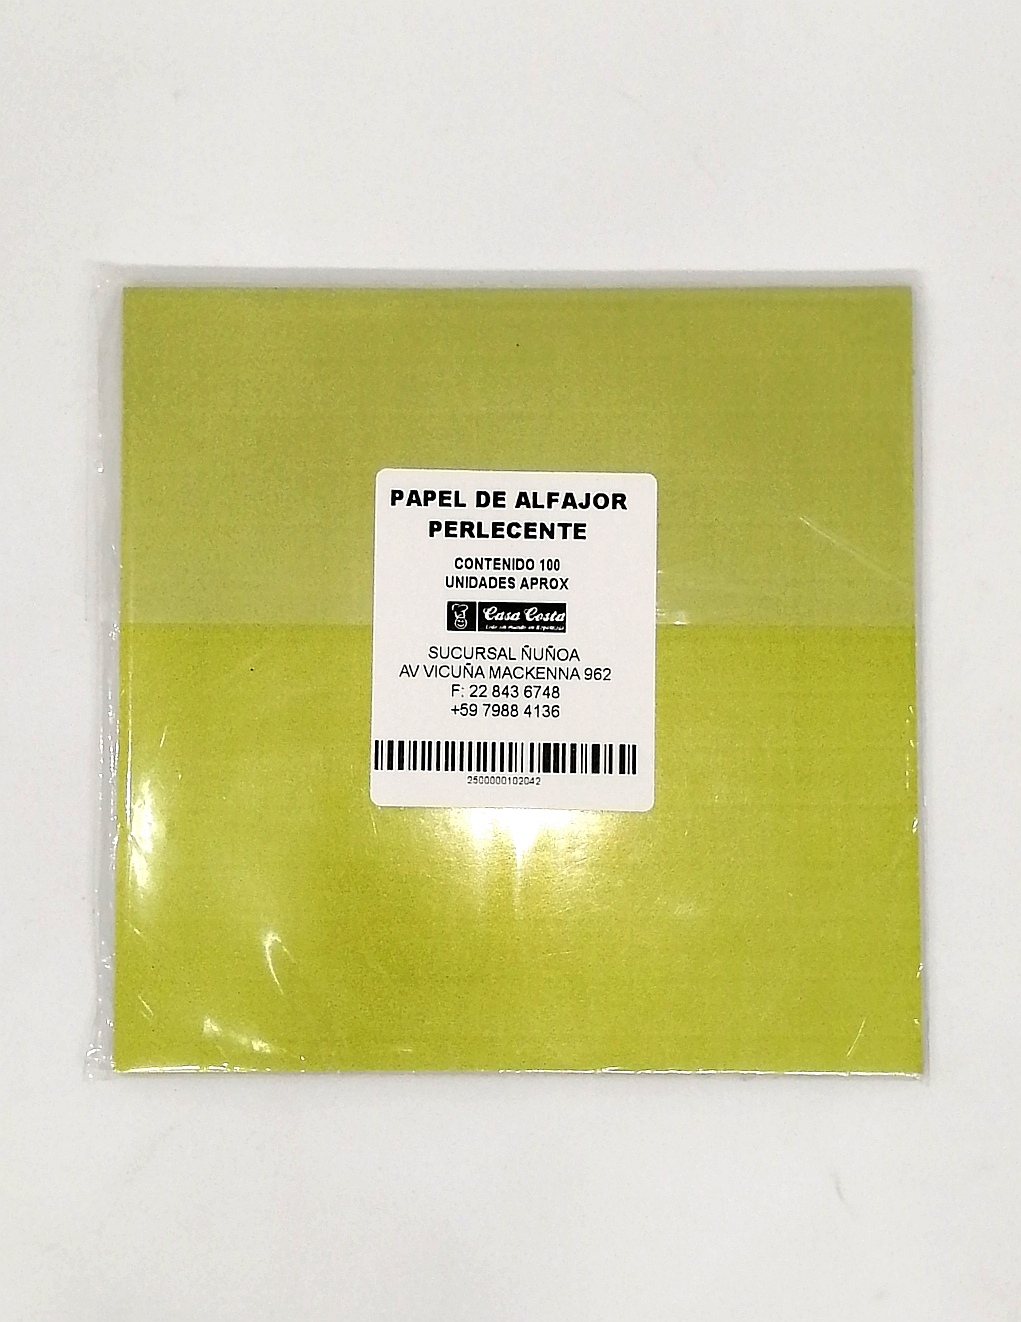 PAPEL DE ALFAJOR
PERLECENTE
CONTENIDO 100
UNIDADES APROX
Casa Costa
SUCURSAL ÑUÑOA
AV VICUÑA MACKENNA 962
F: 22 843 6748
+59 7988 4136
2500000102042